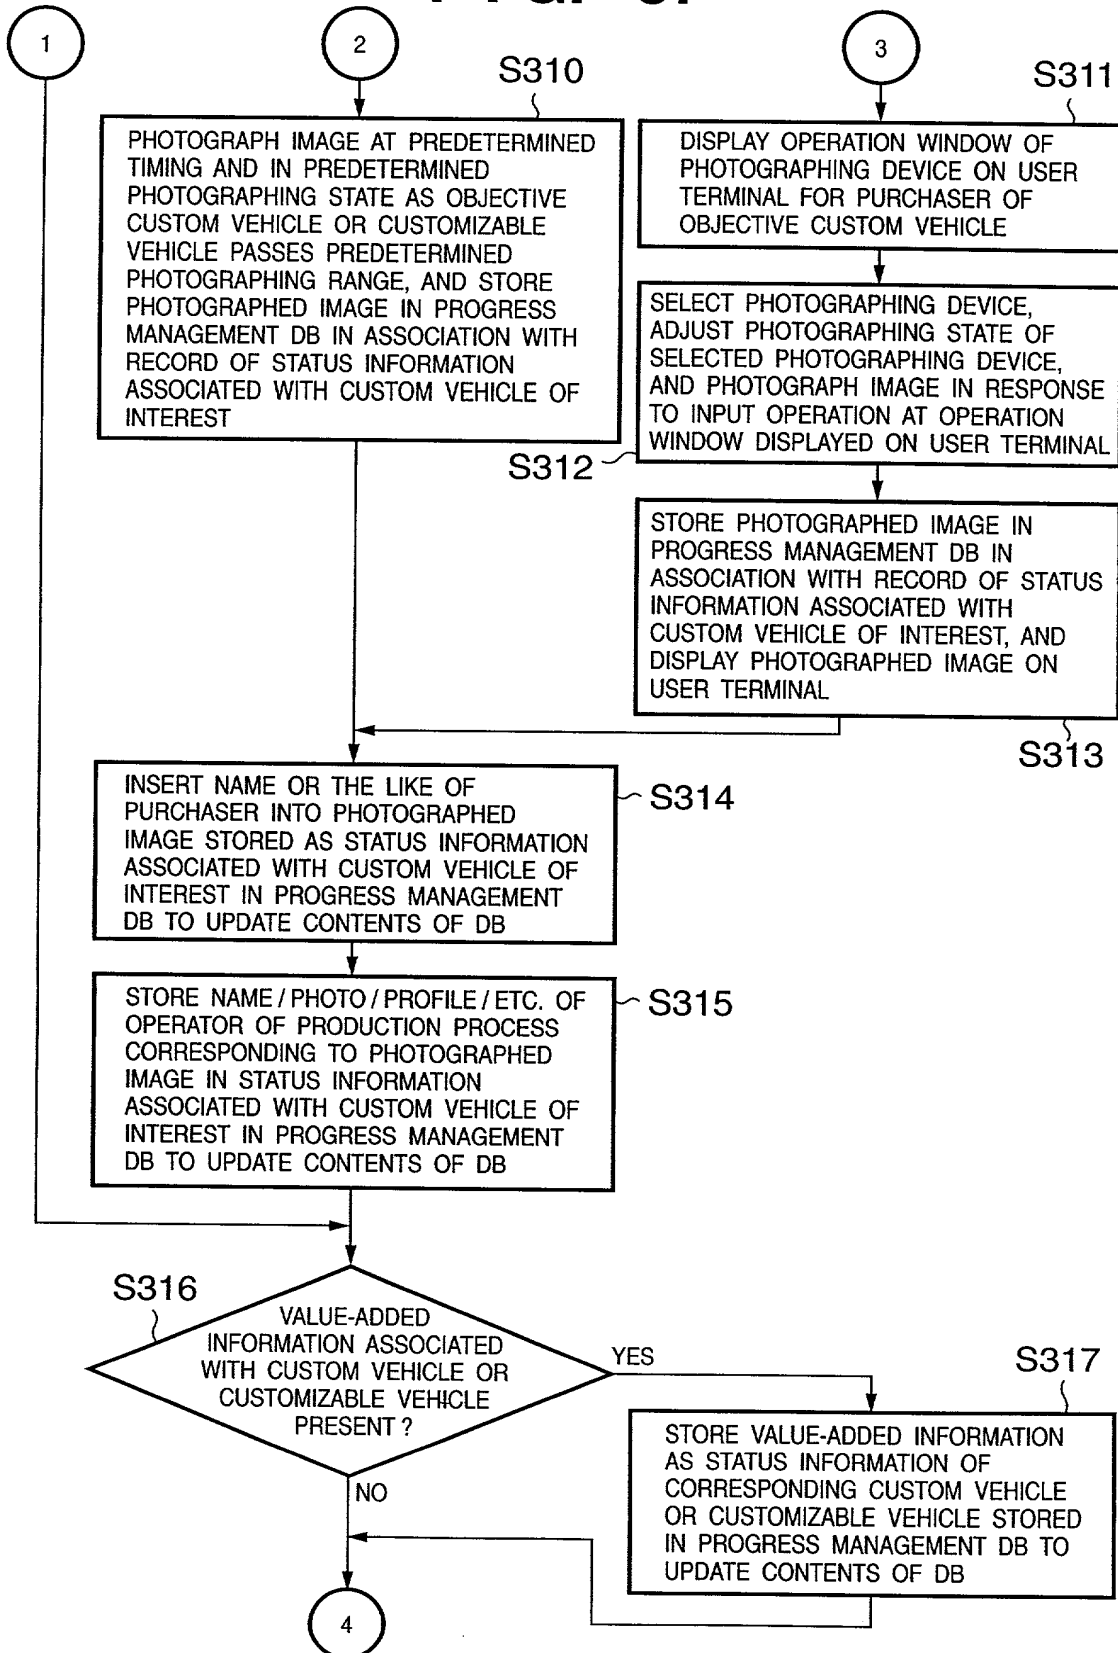 1
2
3
S310
PHOTOGRAPH IMAGE AT PREDETERMINED
TIMING AND IN PREDETERMINED
PHOTOGRAPHING STATE AS OBJECTIVE
CUSTOM VEHICLE OR CUSTOMIZABLE
VEHICLE PASSES PREDETERMINED
PHOTOGRAPHING RANGE, AND STORE
PHOTOGRAPHED IMAGE IN PROGRESS
MANAGEMENT DB IN ASSOCIATION WITH
RECORD OF STATUS INFORMATION
ASSOCIATED WITH CUSTOM VEHICLE OF
INTEREST
S311
DISPLAY OPERATION WINDOW OF
PHOTOGRAPHING DEVICE ON USER
TERMINAL FOR PURCHASER OF
OBJECTIVE CUSTOM VEHICLE
SELECT PHOTOGRAPHING DEVICE,
ADJUST PHOTOGRAPHING STATE OF
SELECTED PHOTOGRAPHING DEVICE,
AND PHOTOGRAPH IMAGE IN RESPONSE
TO INPUT OPERATION AT OPERATION
WINDOW DISPLAYED ON USER TERMINAL
S312
STORE PHOTOGRAPHED IMAGE IN
PROGRESS MANAGEMENT DB IN
ASSOCIATION WITH RECORD OF STATUS
INFORMATION ASSOCIATED WITH
CUSTOM VEHICLE OF INTEREST, AND
DISPLAY PHOTOGRAPHED IMAGE ON
USER TERMINAL
S313
INSERT NAME OR THE LIKE OF
PURCHASER INTO PHOTOGRAPHED
IMAGE STORED AS STATUS INFORMATION
ASSOCIATED WITH CUSTOM VEHICLE OF
INTEREST IN PROGRESS MANAGEMENT
DB TO UPDATE CONTENTS OF DB
S314
STORE NAME / PHOTO / PROFILE / ETC. OF
OPERATOR OF PRODUCTION PROCESS
CORRESPONDING TO PHOTOGRAPHED
IMAGE IN STATUS INFORMATION
ASSOCIATED WITH CUSTOM VEHICLE OF
INTEREST IN PROGRESS MANAGEMENT
DB TO UPDATE CONTENTS OF DB
S315
S316
VALUE-ADDED
INFORMATION ASSOCIATED
WITH CUSTOM VEHICLE OR
CUSTOMIZABLE VEHICLE
PRESENT ?
YES
NO
S317
STORE VALUE-ADDED INFORMATION
AS STATUS INFORMATION OF
CORRESPONDING CUSTOM VEHICLE
OR CUSTOMIZABLE VEHICLE STORED
IN PROGRESS MANAGEMENT DB TO
UPDATE CONTENTS OF DB
4